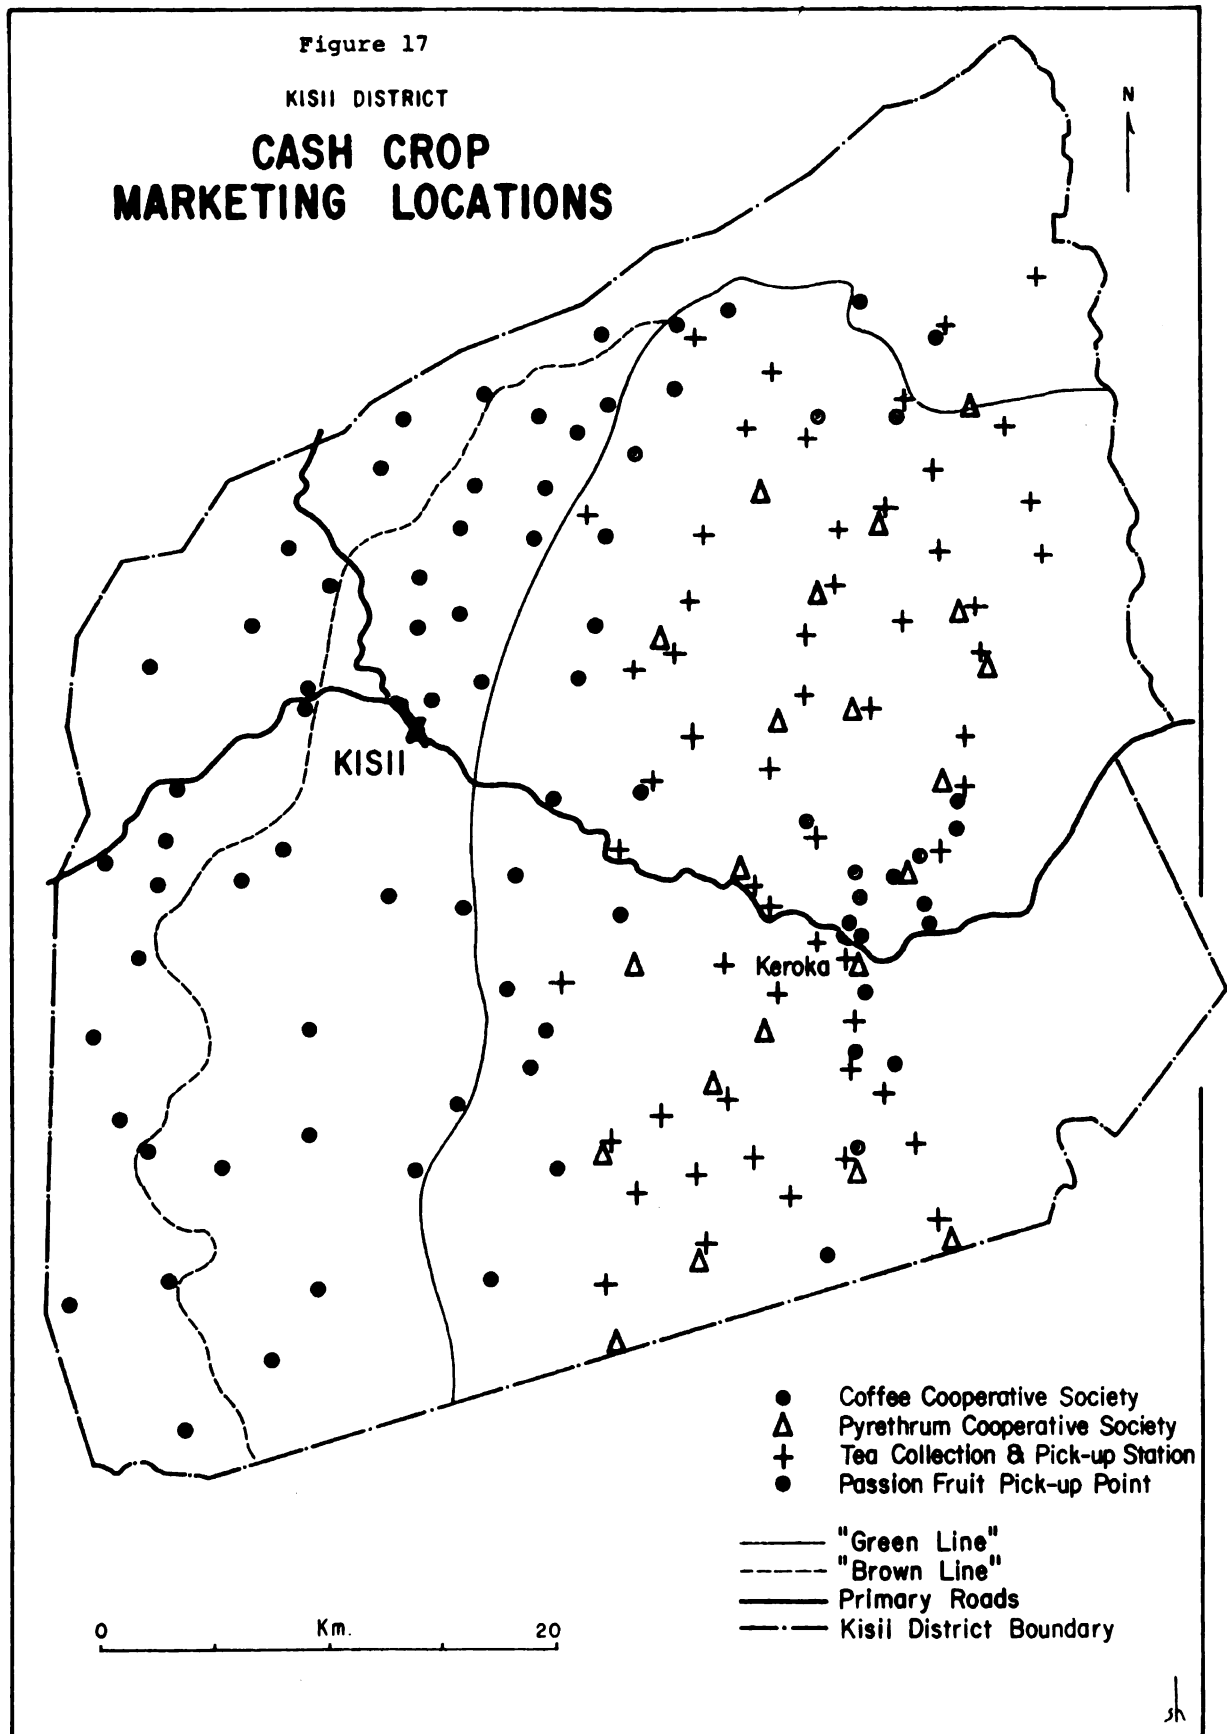 Figure 17
KISII DISTRICT
CASH CROP
MARKETING LOCATIONS
N
KISII
Keroka
Coffee Cooperative Society
Pyrethrum Cooperative Society
Tea Collection & Pick-up Station
Passion Fruit Pick-up Point
"Green Line"
"Brown Line"
Primary Roads
Kisii District Boundary
0 Km. 20
sh